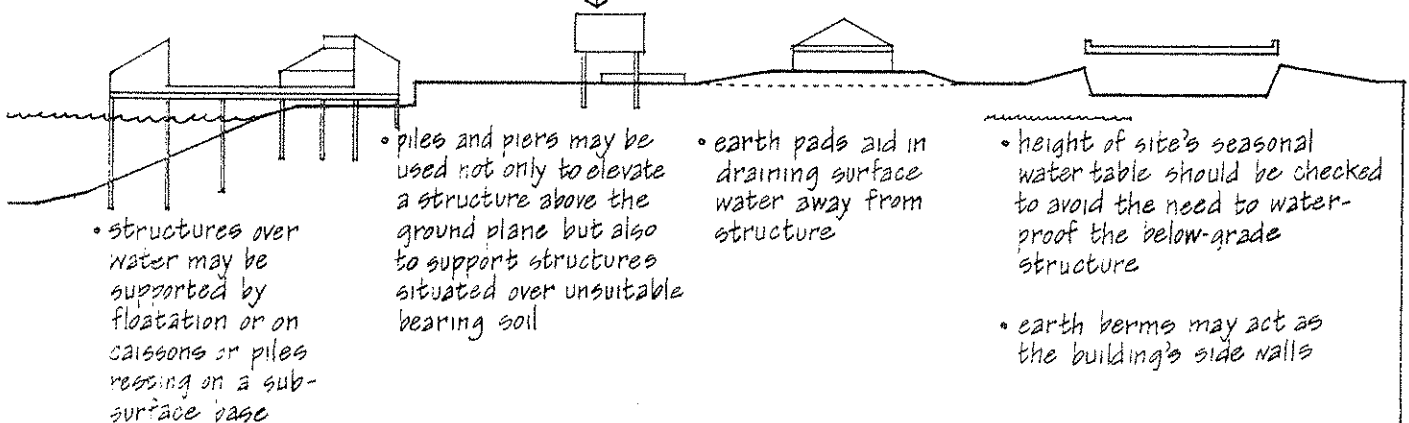 • structures over
water may be
supported by
floatation or on
caissons or piles
resting on a sub-
surface base
• piles and piers may be
used not only to elevate
a structure above the
ground plane but also
to support structures
situated over unsuitable
bearing soil
• earth pads aid in
draining surface
water away from
structure
• height of site's seasonal
water table should be checked
to avoid the need to water-
proof the below-grade
structure
• earth berms may act as
the building's side walls